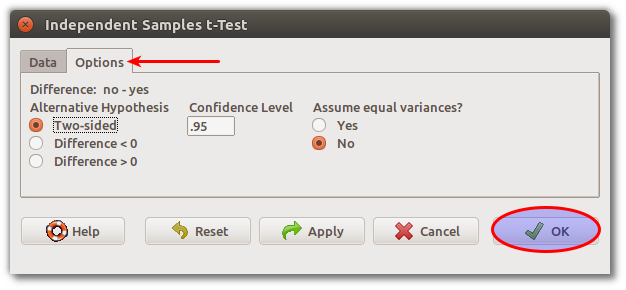 Independent Samples t-Test
Data Options
Difference: no - yes
Alternative Hypothesis Confidence Level Assume equal variances?
Two-sided .95 Yes
Difference < 0 No
Difference > 0
Help Reset Apply Cancel OK